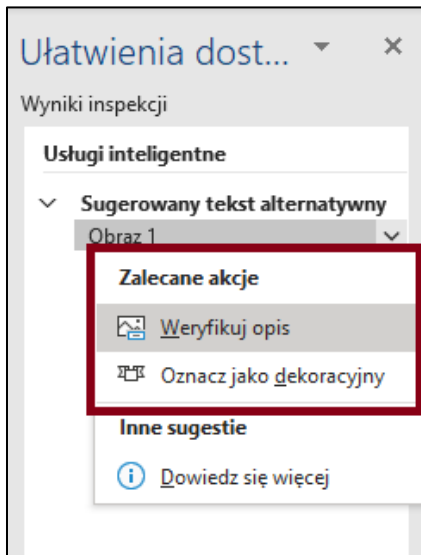 Ułatwienia dost...
Wyniki inspekcji
Usługi inteligentne
Sugerowany tekst alternatywny
Obraz 1
Zalecane akcje
Weryfikuj opis
Oznacz jako dekoracyjny
Inne sugestie
Dowiedz się więcej